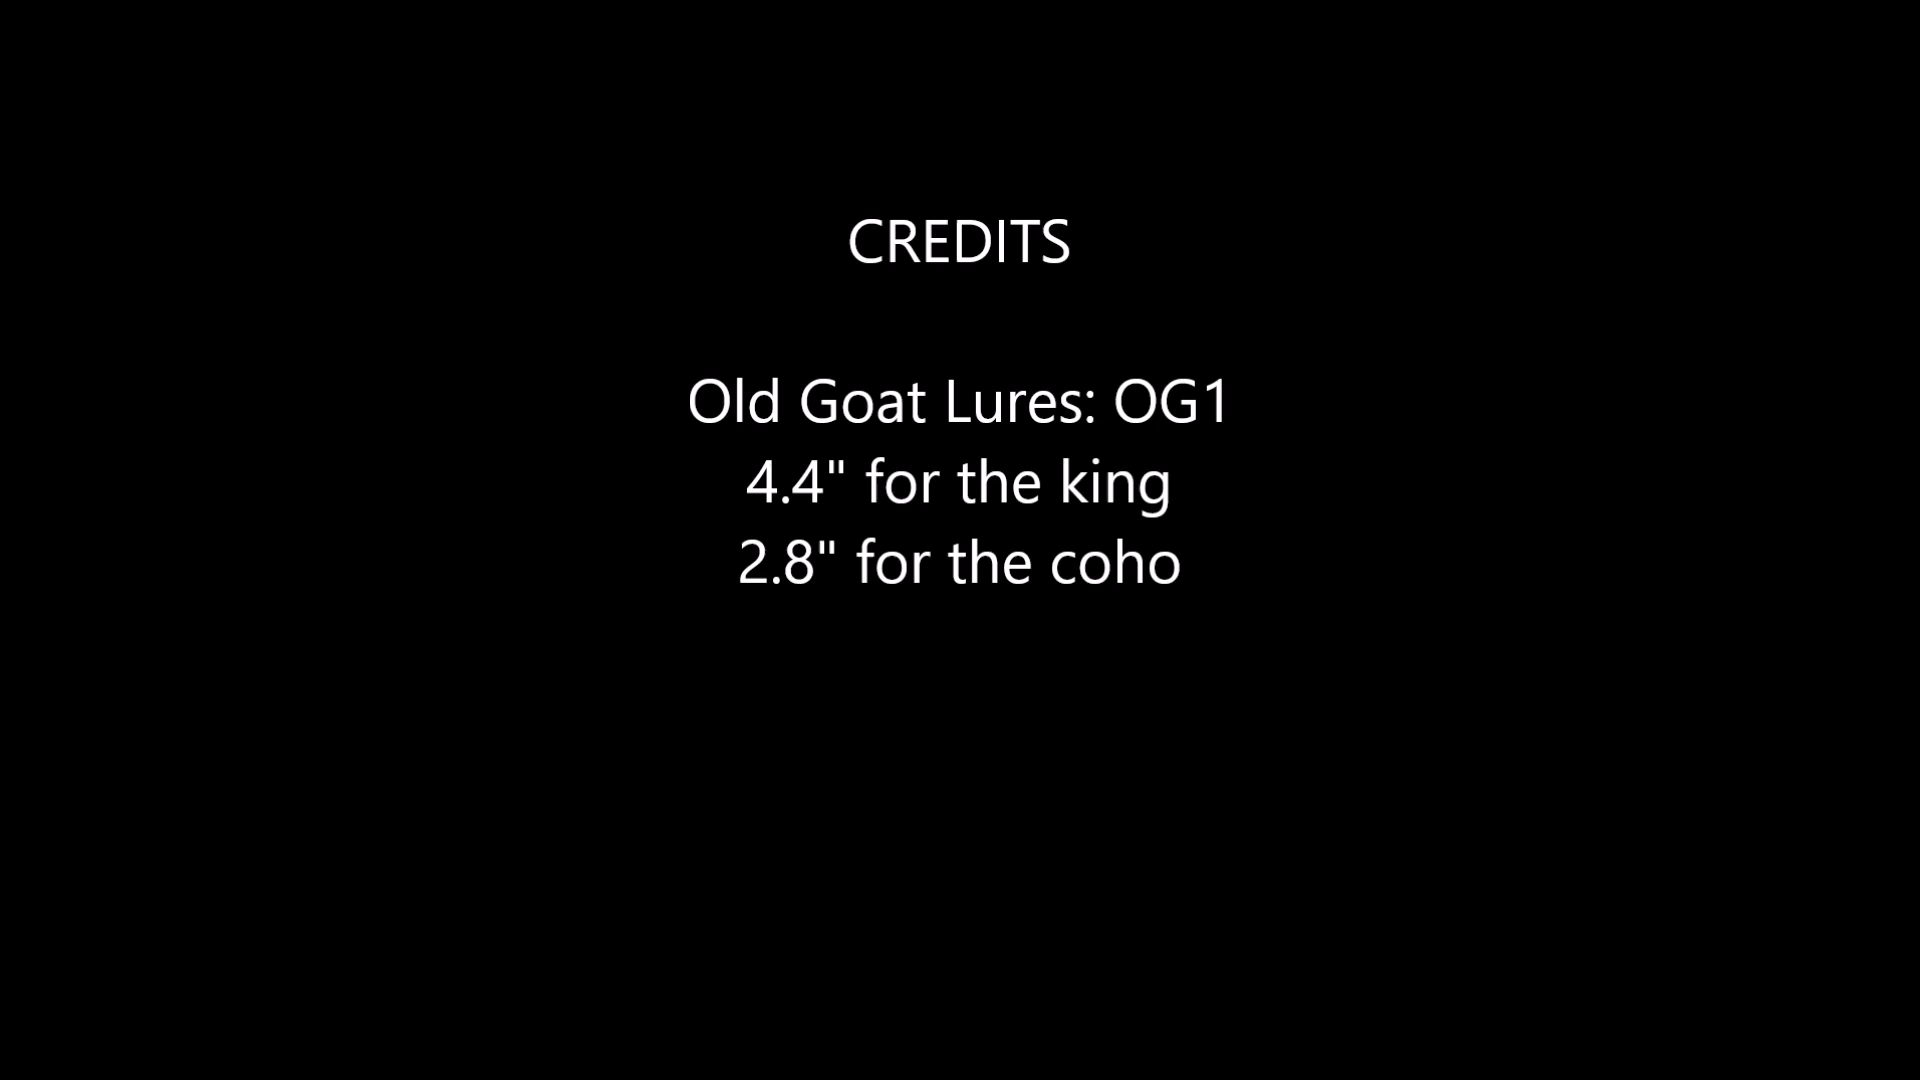 CREDITS
Old Goat Lures: OG1
4.4" for the king
2.8" for the coho